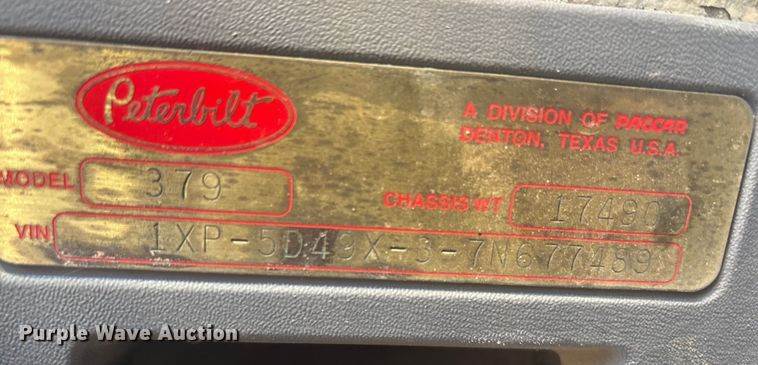 Peterbilt
A DIVISION OF PACCAR
DENTON, TEXAS U.S.A.
MODEL 379
CHASSIS WT 17490
VIN 1XP-5D49X-3-7N677459
Purple Wave Auction